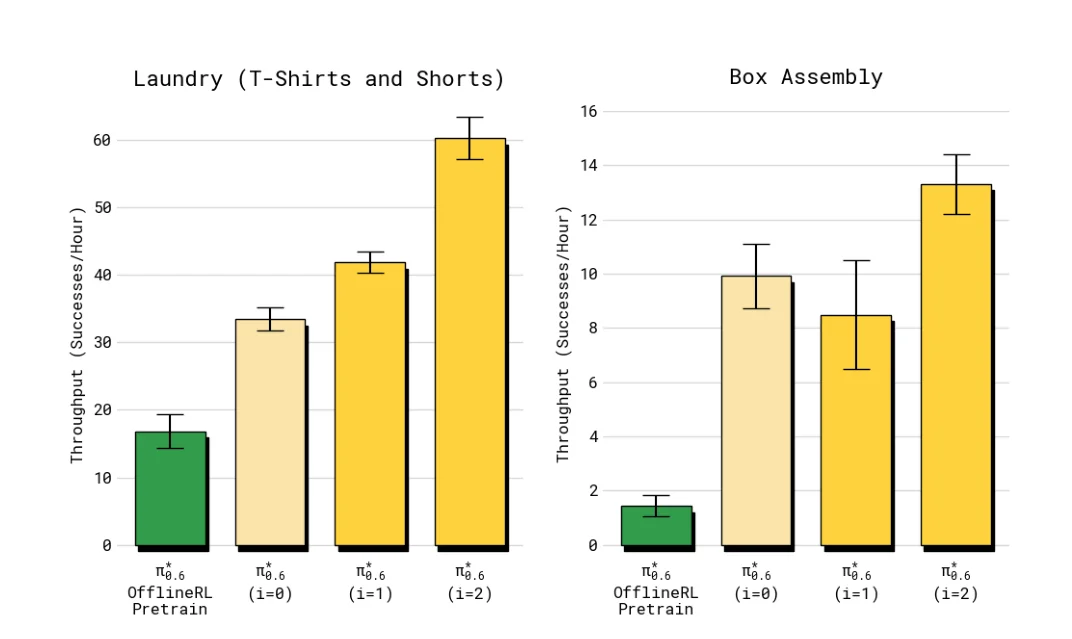 Laundry (T-Shirts and Shorts)
Throughput (Successes/Hour)
60
50
40
30
20
10
0
π*0.6
OfflineRL
Pretrain
π*0.6
(i=0)
π*0.6
(i=1)
π*0.6
(i=2)
Box Assembly
Throughput (Successes/Hour)
16
14
12
10
8
6
4
2
0
π*0.6
OfflineRL
Pretrain
π*0.6
(i=0)
π*0.6
(i=1)
π*0.6
(i=2)